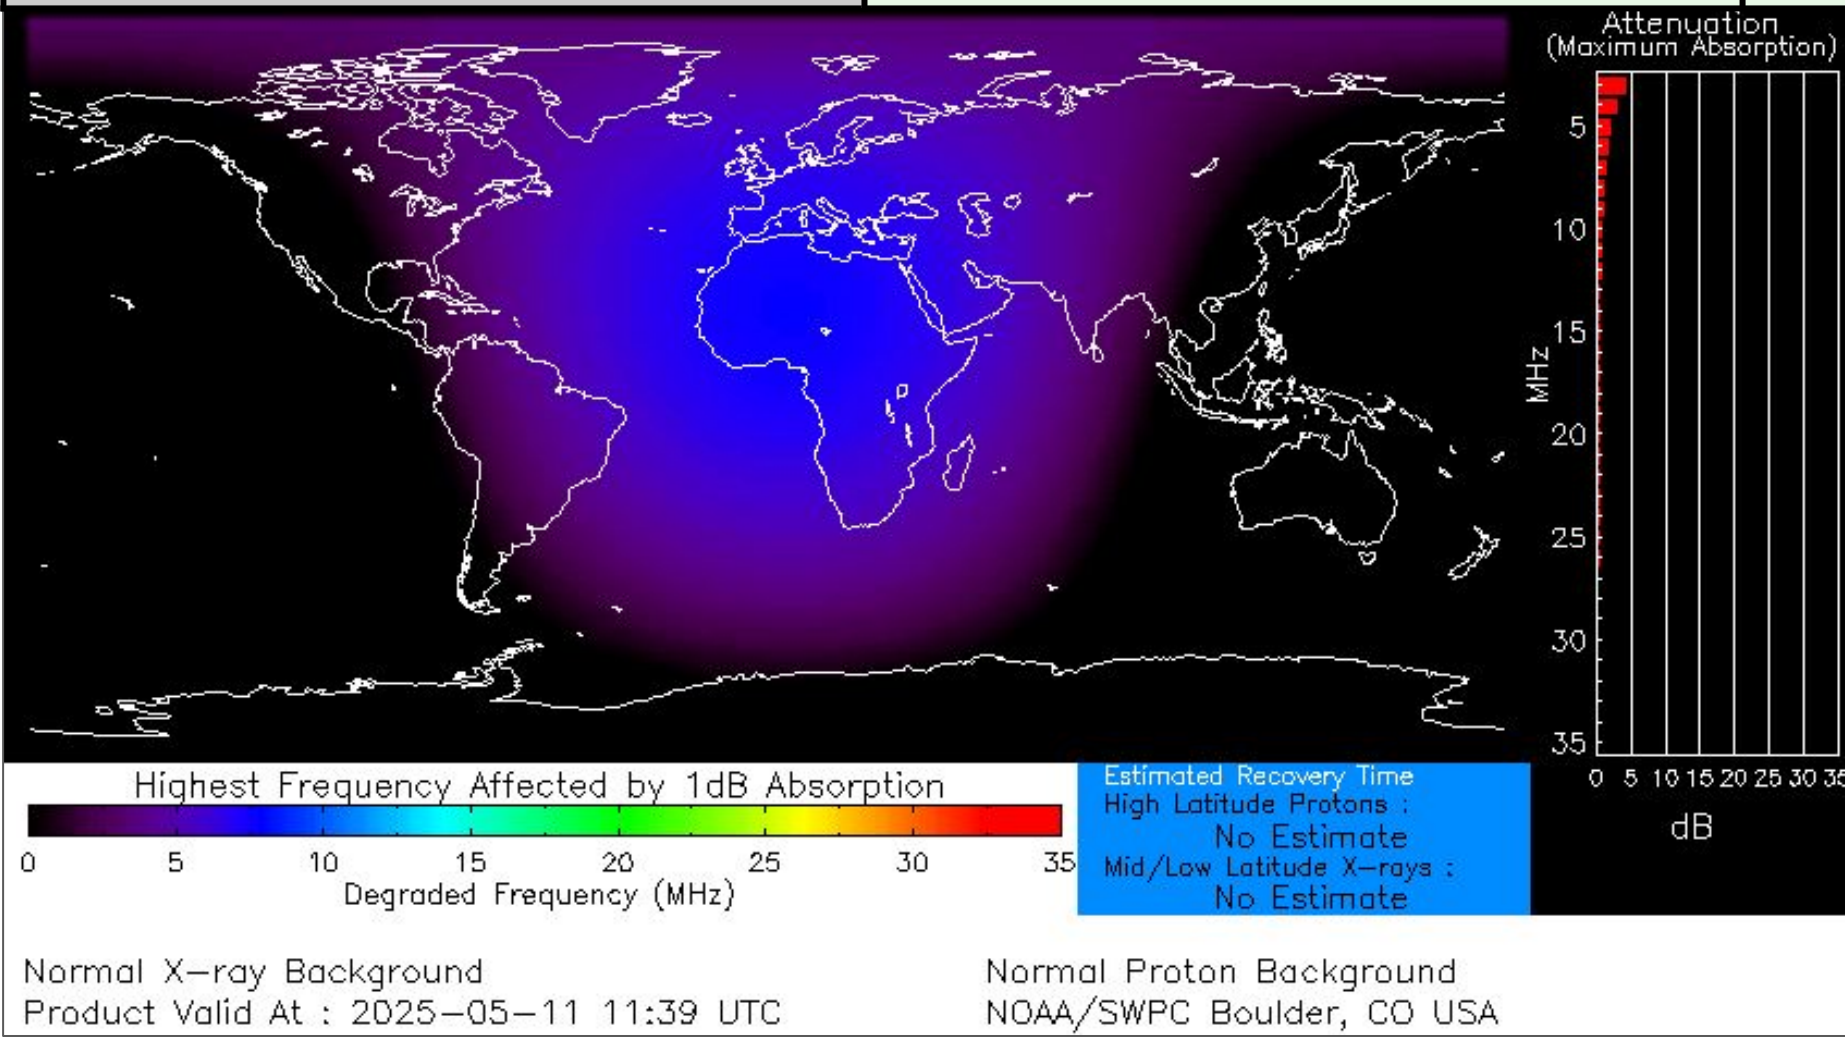 Attenuation
(Maximum Absorption)
5
10
15
20
25
30
35
MHz
0 5 10 15 20 25 30 35
dB
Highest Frequency Affected by 1dB Absorption
0 5 10 15 20 25 30 35
Degraded Frequency (MHz)
Estimated Recovery Time
High Latitude Protons :
No Estimate
Mid/Low Latitude X-rays :
No Estimate
Normal X-ray Background
Product Valid At : 2025-05-11 11:39 UTC
Normal Proton Background
NOAA/SWPC Boulder, CO USA